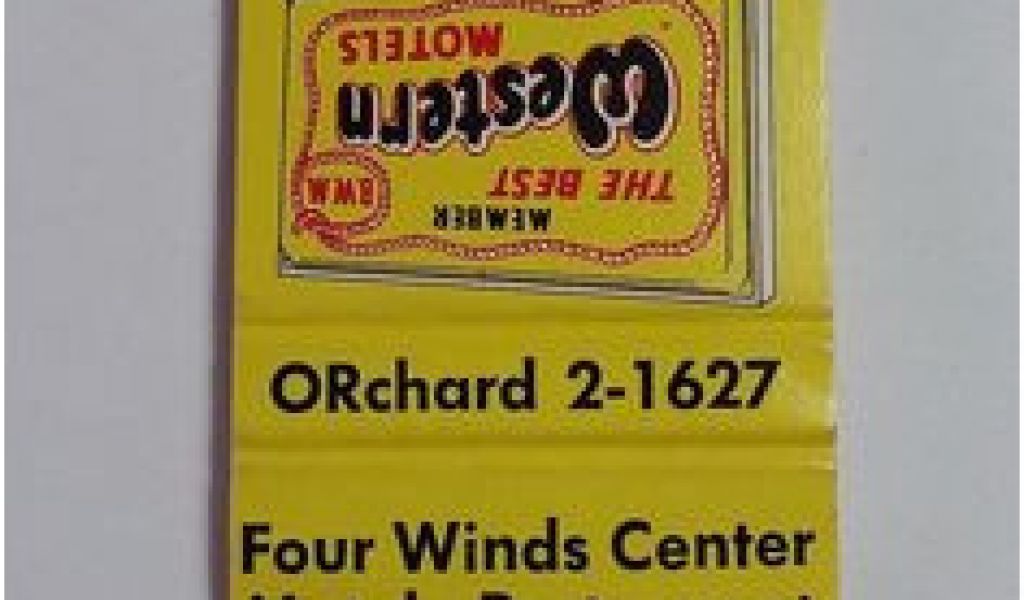 MEMBER
THE BEST
Western
MOTELS
BWM
ORchard 2-1627
Four Winds Center